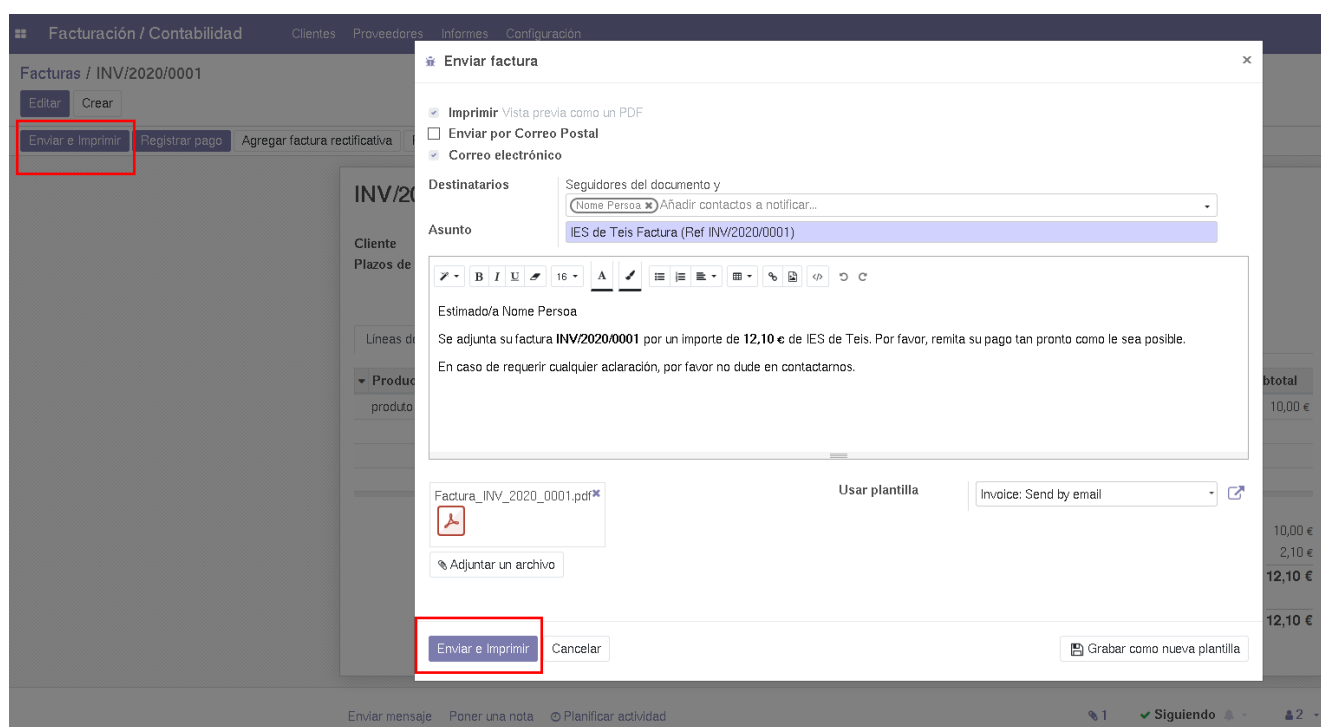 Facturación / Contabilidad Clientes Proveedores Informes Configuración
Facturas / INV/2020/0001
Editar Crear
Enviar e Imprimir Registrar pago Agregar factura rectificativa
INV/20
Cliente
Plazos de
Líneas de
Produc
produto
btotal
10,00 €
10,00 €
2,10 €
12,10 €
12,10 €
Enviar factura ×
Imprimir Vista previa como un PDF
Enviar por Correo Postal
Correo electrónico
Destinatarios Seguidores del documento y
Nome Persoa Añadir contactos a notificar...
Asunto IES de Teis Factura (Ref INV/2020/0001)
B I U 16 A
Estimado/a Nome Persoa
Se adjunta su factura INV/2020/0001 por un importe de 12,10 € de IES de Teis. Por favor, remita su pago tan pronto como le sea posible.
En caso de requerir cualquier aclaración, por favor no dude en contactarnos.
Factura_INV_2020_0001.pdf
Adjuntar un archivo
Usar plantilla Invoice: Send by email
Enviar e Imprimir Cancelar Grabar como nueva plantilla
Enviar mensaje Poner una nota Planificar actividad 1 Siguiendo 2